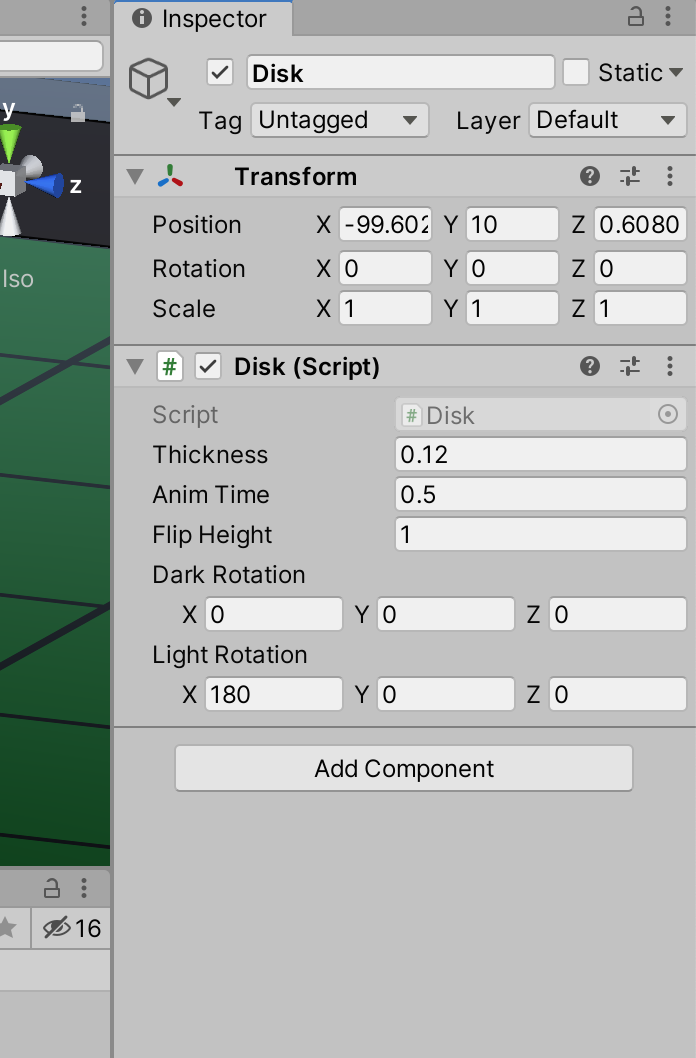 Inspector
Disk
Static
Tag Untagged Layer Default
Transform
Position X -99.602 Y 10 Z 0.6080
Rotation X 0 Y 0 Z 0
Scale X 1 Y 1 Z 1
# Disk (Script)
Script # Disk
Thickness 0.12
Anim Time 0.5
Flip Height 1
Dark Rotation
X 0 Y 0 Z 0
Light Rotation
X 180 Y 0 Z 0
Add Component
y
z
Iso
16